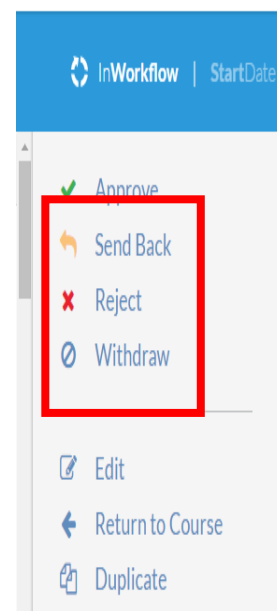 InWorkflow | StartDate
Approve
Send Back
Reject
Withdraw
Edit
Return to Course
Duplicate